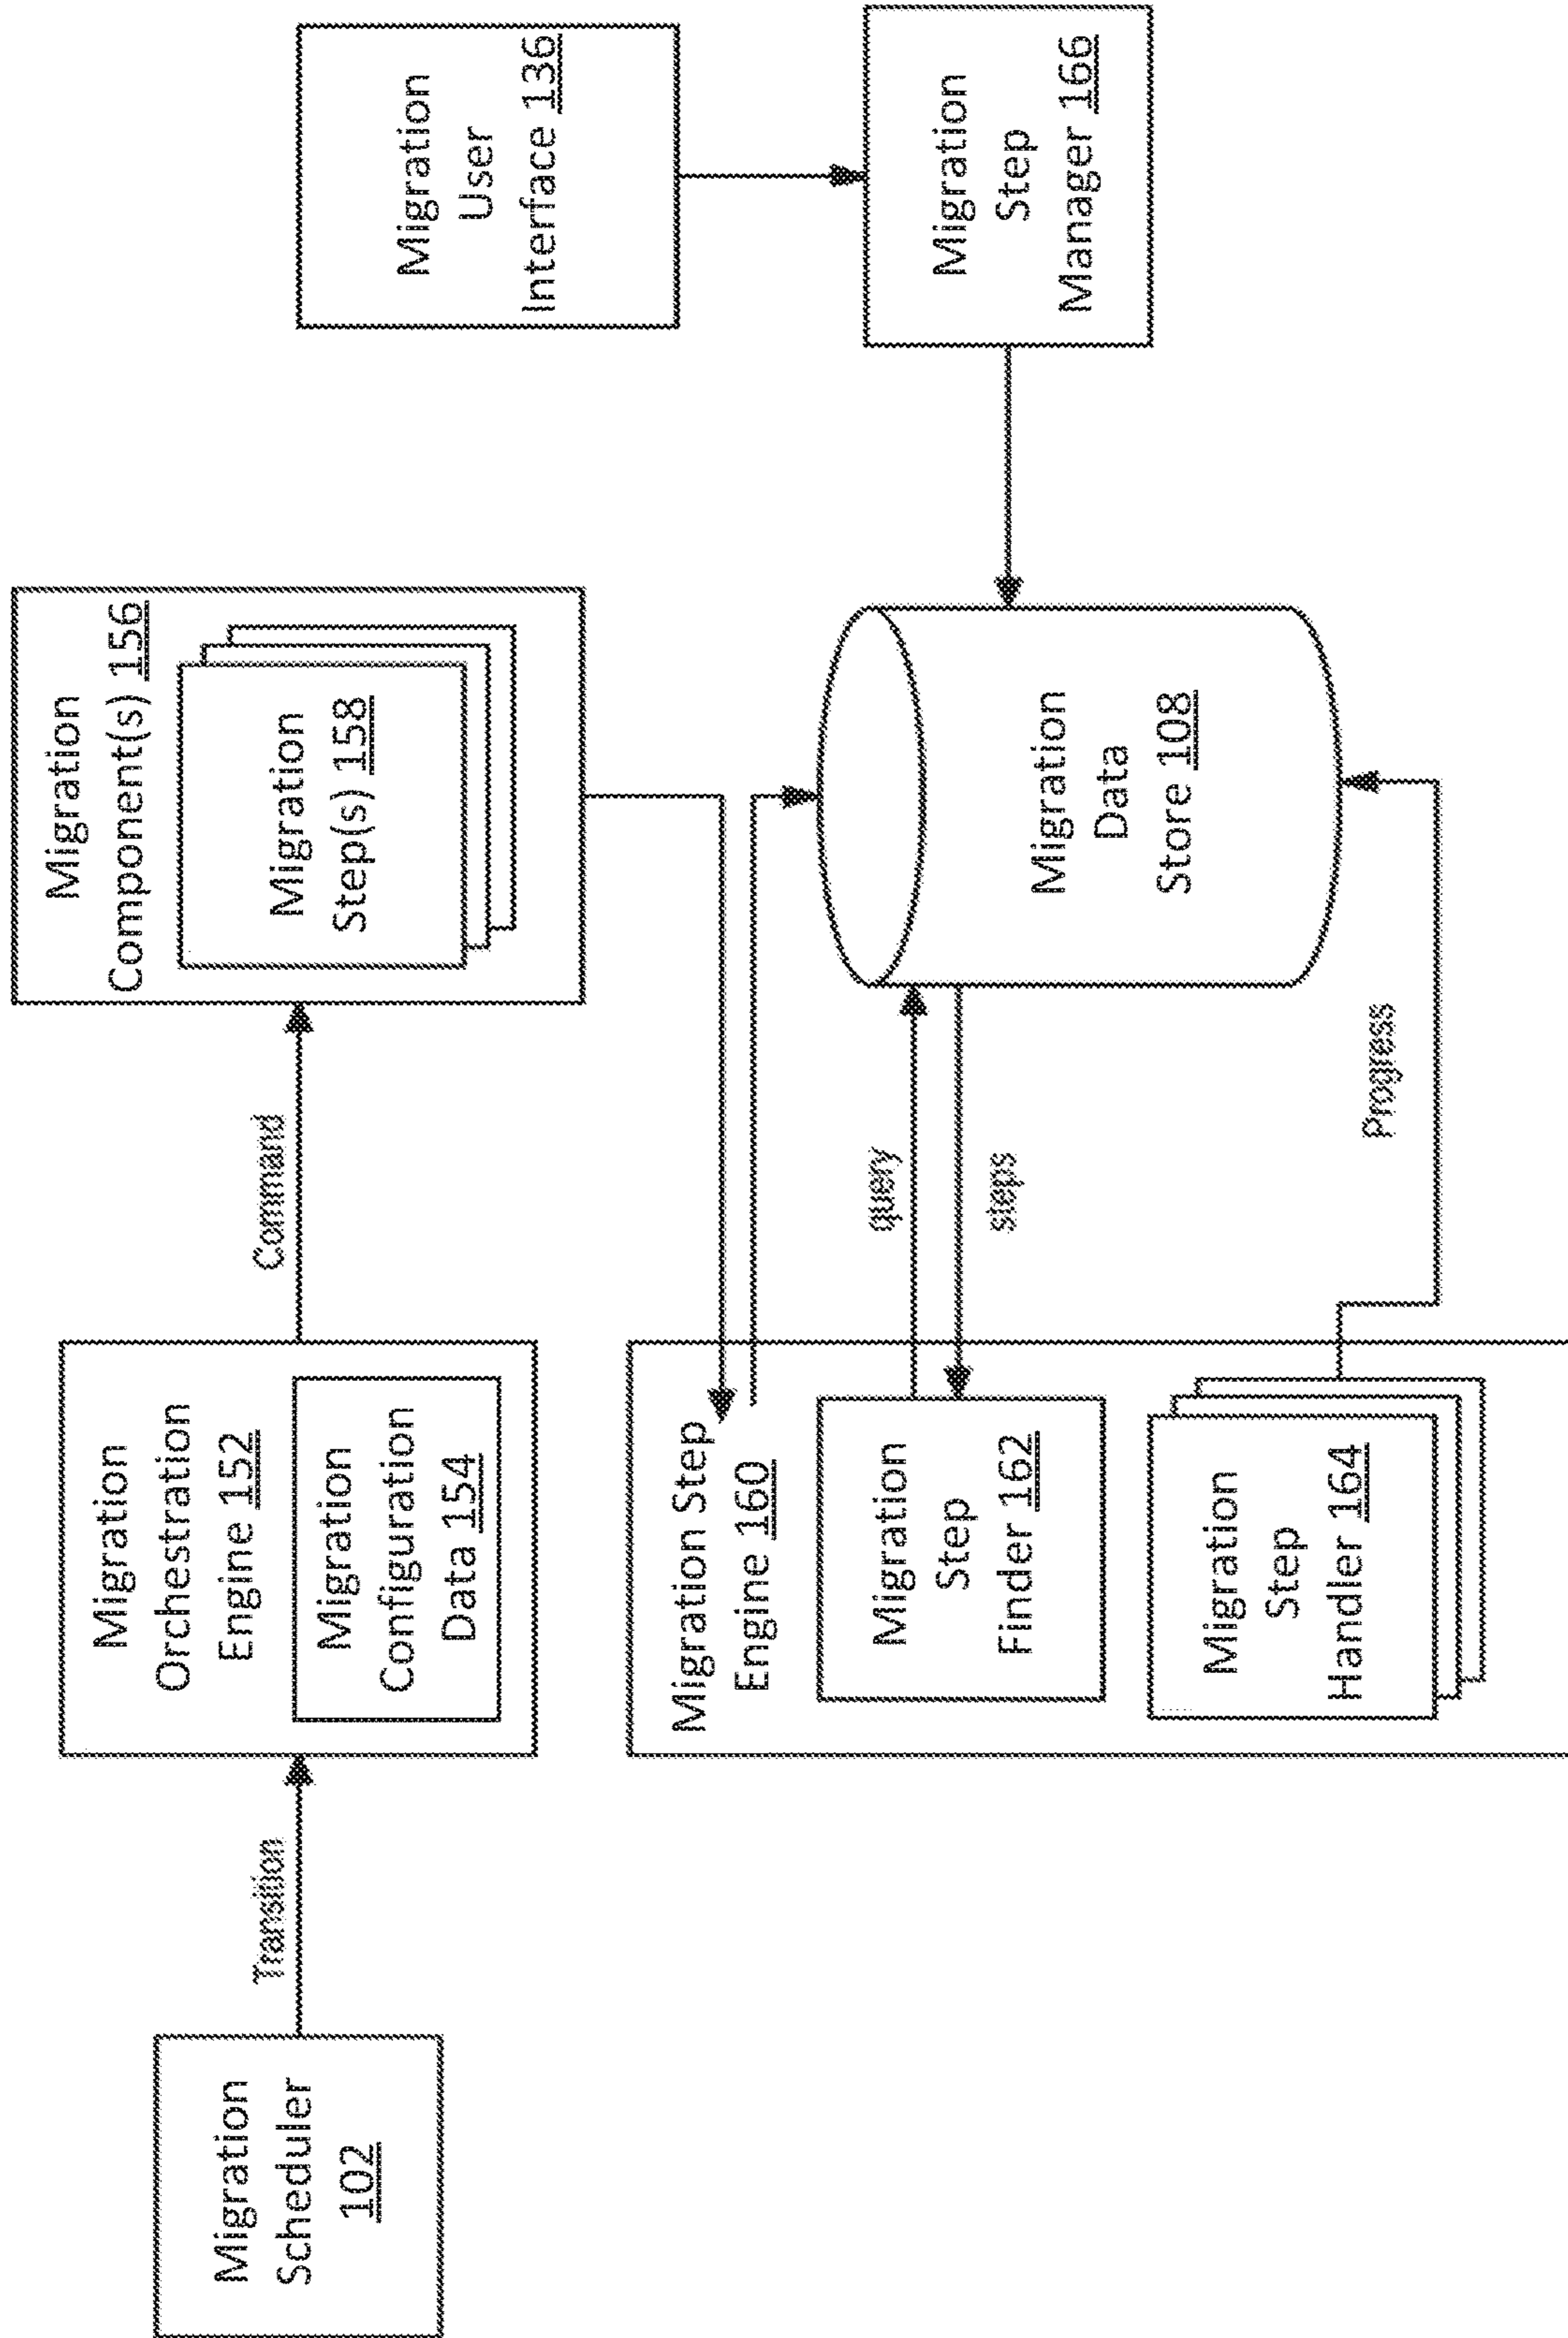 Migration
Scheduler
102
Transition
Migration
Orchestration
Engine 152
Migration
Configuration
Data 154
Command
Migration
Component(s) 156
Migration
Step(s) 158
Migration
User
Interface 136
Migration Step
Engine 160
Migration
Step
Finder 162
query
steps
Migration
Step
Handler 164
Progress
Migration
Data
Store 108
Migration
Step
Manager 166